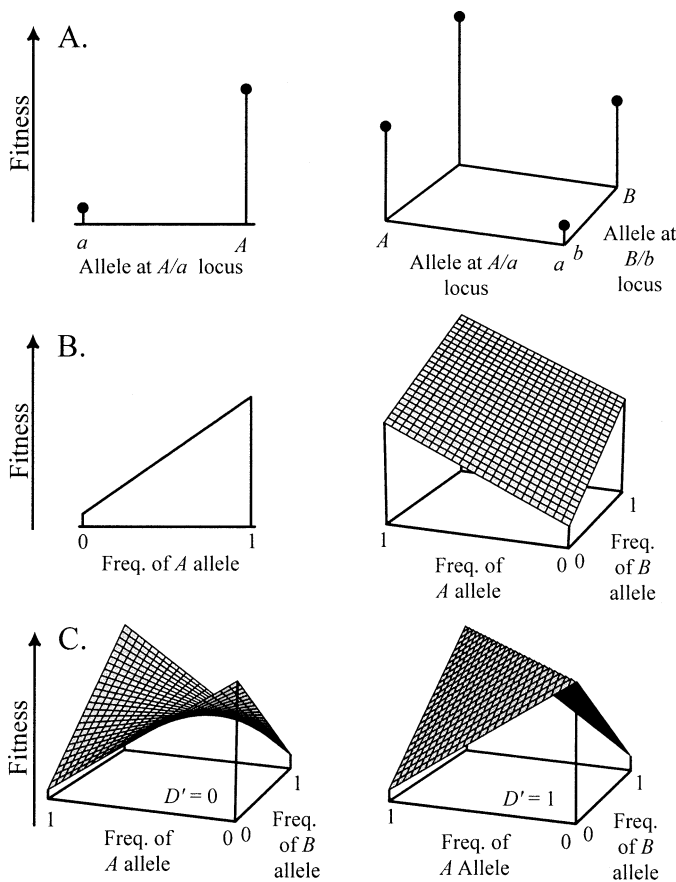 A.
Fitness
a
A
Allele at A/a locus
A
Allele at A/a
locus
a
b
B
Allele at
B/b
locus
B.
Fitness
0
1
Freq. of A allele
1
Freq. of
A allele
0
0
1
Freq.
of B
allele
C.
Fitness
D' = 0
1
Freq. of
A allele
0
0
1
Freq.
of B
allele
D' = 1
1
Freq. of
A Allele
0
0
1
Freq.
of B
allele